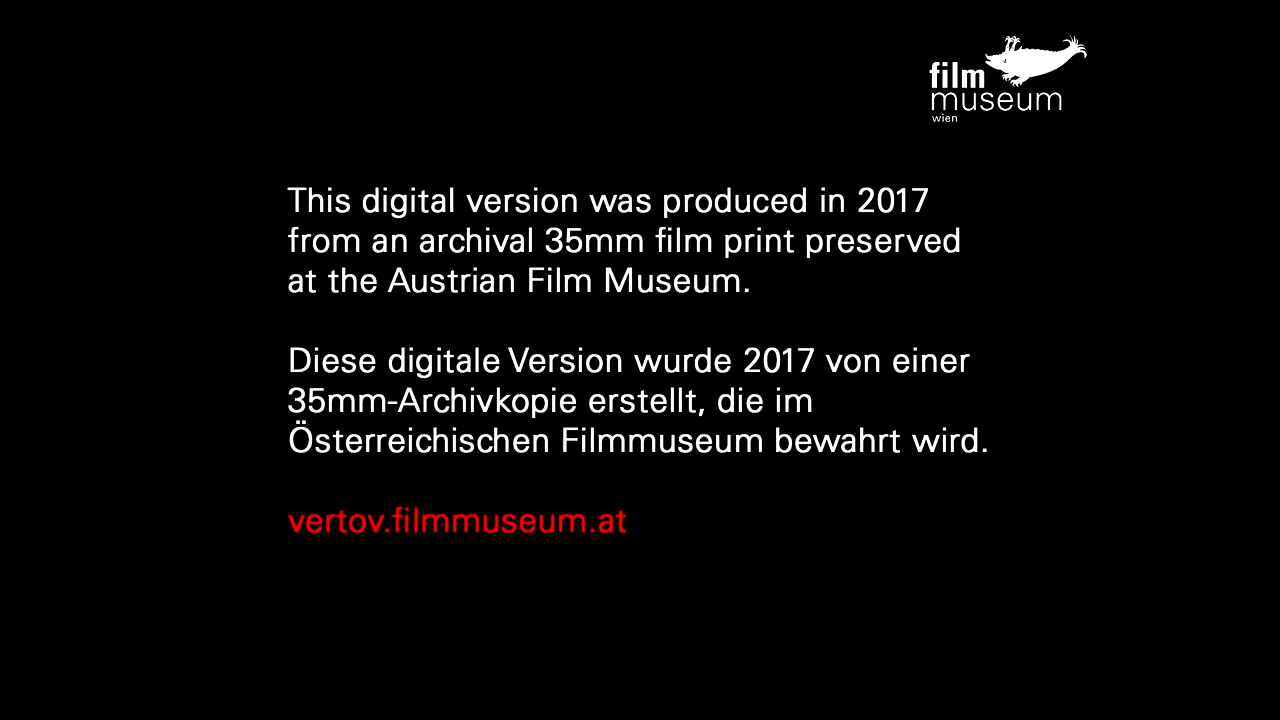 film
museum
wien
This digital version was produced in 2017
from an archival 35mm film print preserved
at the Austrian Film Museum.
Diese digitale Version wurde 2017 von einer
35mm-Archivkopie erstellt, die im
Österreichischen Filmmuseum bewahrt wird.
vertov.filmmuseum.at